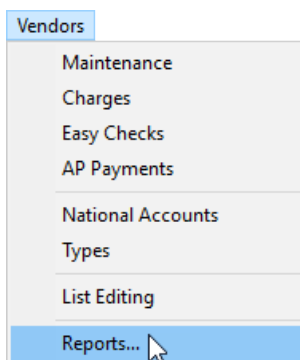 Vendors
Maintenance
Charges
Easy Checks
AP Payments
National Accounts
Types
List Editing
Reports...